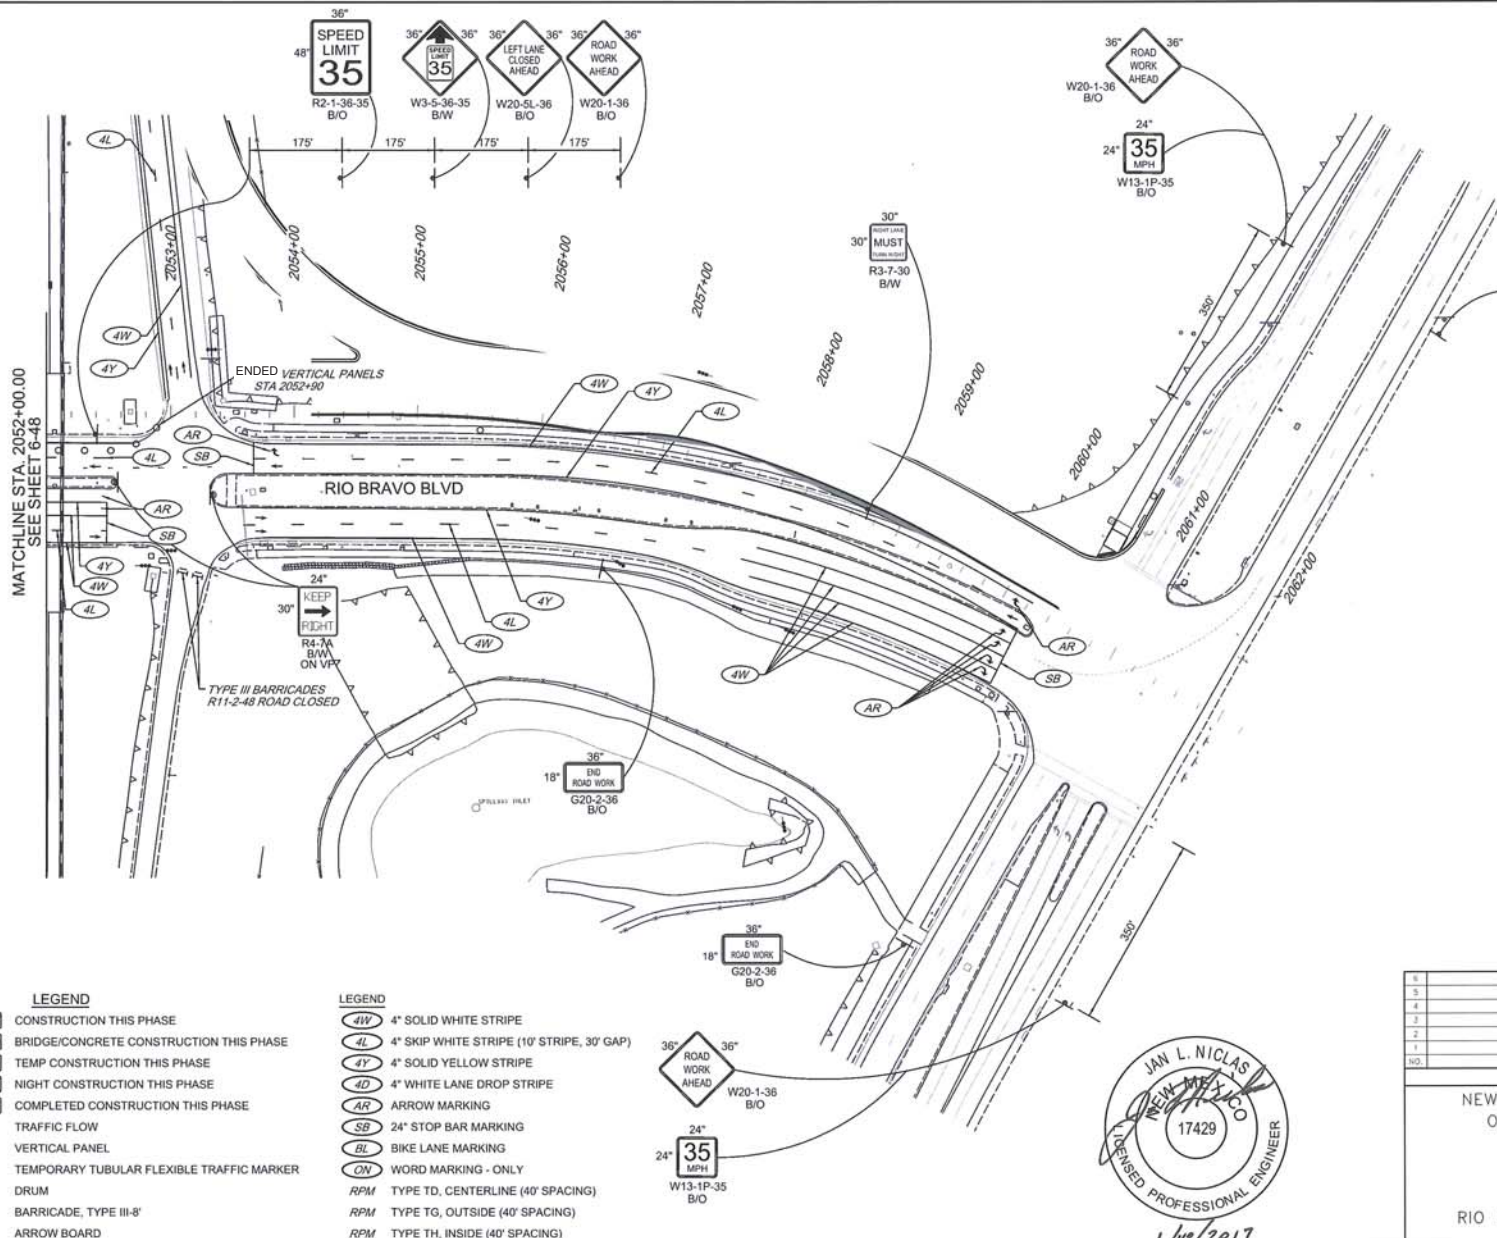 36"
48"
SPEED
LIMIT
35
R2-1-36-35
B/O
36"
36"
SPEED
LIMIT
35
W3-5-36-35
B/W
36"
36"
LEFT LANE
CLOSED
AHEAD
W20-5L-36
B/O
36"
36"
ROAD
WORK
AHEAD
W20-1-36
B/O
175'
175'
175'
175'
36"
36"
ROAD
WORK
AHEAD
W20-1-36
B/O
24"
24"
35
MPH
W13-1P-35
B/O
30"
30"
RIGHT LANE
MUST
TURN RIGHT
R3-7-30
B/W
2053+00
2054+00
2055+00
2056+00
2057+00
2058+00
2059+00
2060+00
2061+00
2062+00
350'
4L
4W
4Y
ENDED VERTICAL PANELS
STA 2052+90
MATCHLINE STA. 2052+00.00
SEE SHEET 6-48
AR
SB
4L
AR
SB
4Y
4W
4L
4W
4Y
4L
RIO BRAVO BLVD
4Y
4L
4W
24"
30"
KEEP
RIGHT
R4-7A
B/W
ON VP7
TYPE III BARRICADES
R11-2-48 ROAD CLOSED
4W
AR
AR
SB
36"
18"
END
ROAD WORK
G20-2-36
B/O
SPILLWAY INLET
36"
18"
END
ROAD WORK
G20-2-36
B/O
350'
36"
36"
ROAD
WORK
AHEAD
W20-1-36
B/O
24"
24"
35
MPH
W13-1P-35
B/O
LEGEND
CONSTRUCTION THIS PHASE
BRIDGE/CONCRETE CONSTRUCTION THIS PHASE
TEMP CONSTRUCTION THIS PHASE
NIGHT CONSTRUCTION THIS PHASE
COMPLETED CONSTRUCTION THIS PHASE
TRAFFIC FLOW
VERTICAL PANEL
TEMPORARY TUBULAR FLEXIBLE TRAFFIC MARKER
DRUM
BARRICADE, TYPE III-8'
ARROW BOARD
LEGEND
4W 4" SOLID WHITE STRIPE
4L 4" SKIP WHITE STRIPE (10' STRIPE, 30' GAP)
4Y 4" SOLID YELLOW STRIPE
4D 4" WHITE LANE DROP STRIPE
AR ARROW MARKING
SB 24" STOP BAR MARKING
BL BIKE LANE MARKING
ON WORD MARKING - ONLY
RPM TYPE TD, CENTERLINE (40' SPACING)
RPM TYPE TG, OUTSIDE (40' SPACING)
RPM TYPE TH, INSIDE (40' SPACING)
JAN L. NICLAS
NEW MEXICO
17429
LICENSED PROFESSIONAL ENGINEER
6
5
4
3
2
1
NO.
NEW
O
RIO